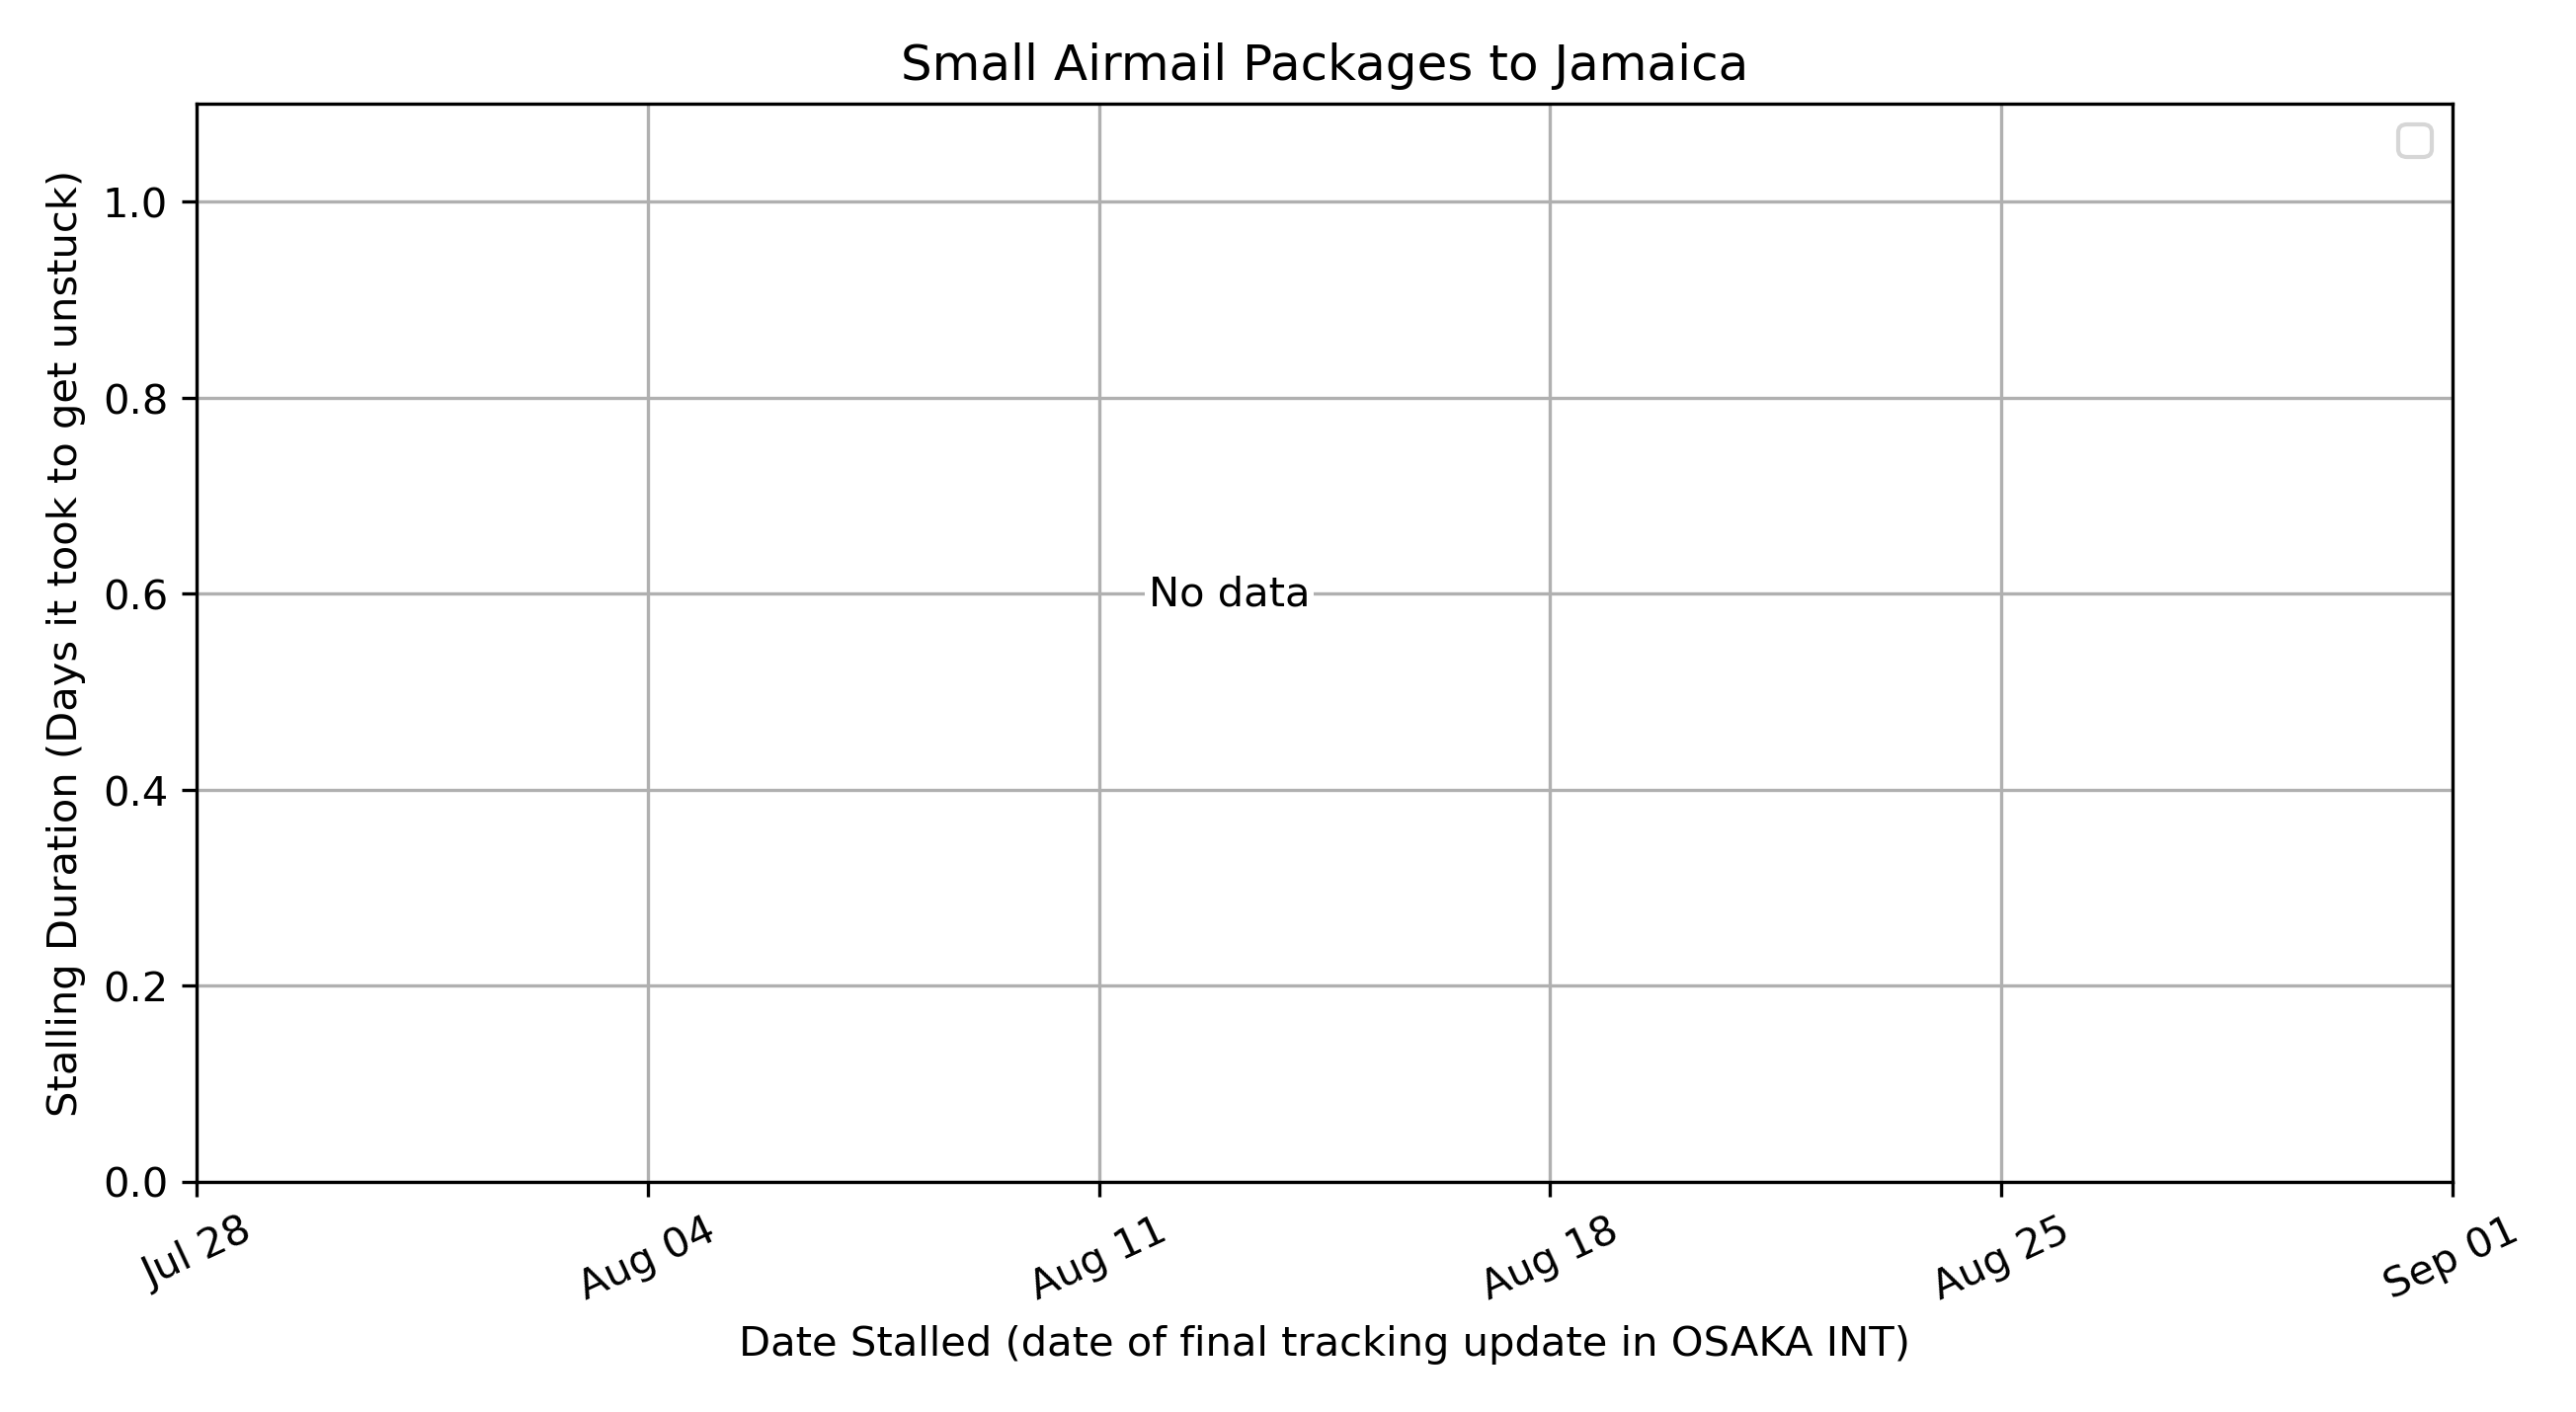 Small Airmail Packages to Jamaica
Stalling Duration (Days it took to get unstuck)
1.0
0.8
0.6
0.4
0.2
0.0
No data
Jul 28
Aug 04
Aug 11
Aug 18
Aug 25
Sep 01
Date Stalled (date of final tracking update in OSAKA INT)